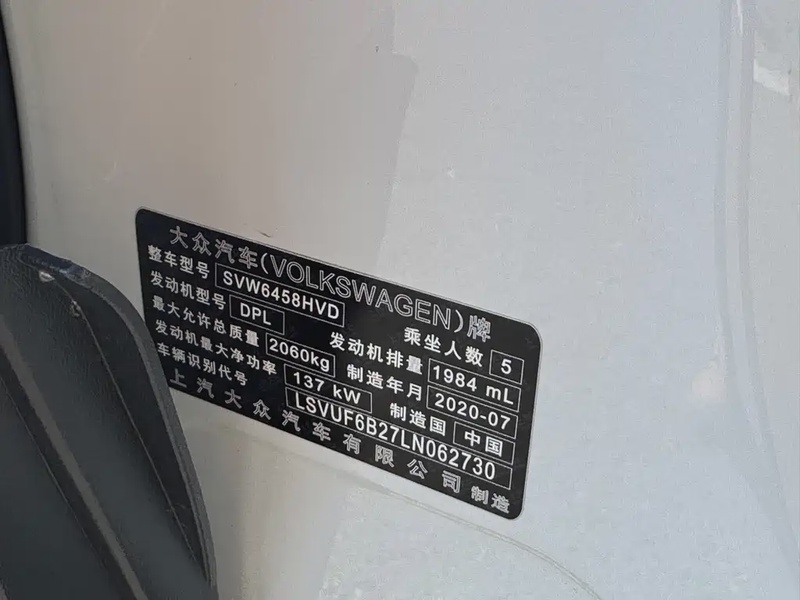 大众汽车(VOLKSWAGEN)牌
整车型号 SVW6458HVD 乘坐人数 5
发动机型号 DPL 发动机排量 1984 mL
最大允许总质量 2060kg 制造年月 2020-07
发动机最大净功率 137 kW 制造国 中国
车辆识别代号 LSVUF6B27LN062730
上汽大众汽车有限公司 制造